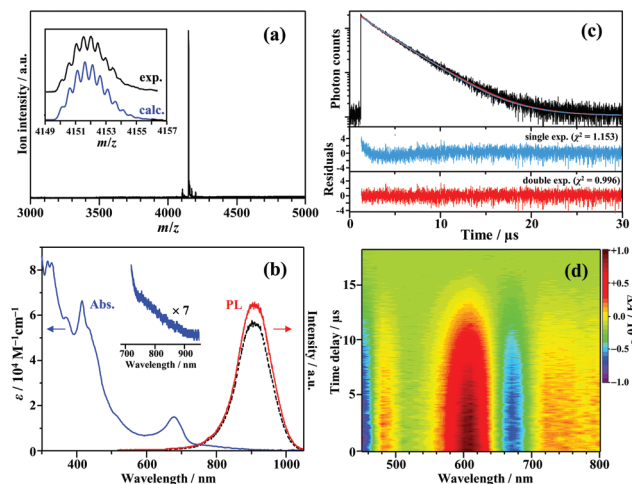 (a)
Ion intensity / a.u.
exp.
calc.
4149 4151 4153 4155 4157
m/z
3000 3500 4000 4500 5000
m/z
(c)
Photon counts
single exp. (χ² = 1.153)
4
0
-4
Residuals
double exp. (χ² = 0.996)
4
0
-4
0 10 20 30
Time / μs
(b)
8
6
4
2
0
ε / 10⁴ M⁻¹cm⁻¹
Abs.
× 7
700 800 900
Wavelength / nm
PL
Intensity / a.u.
400 600 800 1000
Wavelength / nm
(d)
15
10
5
0
Time delay / μs
500 600 700 800
Wavelength / nm
+1.0
+0.5
0
-0.5
-1.0